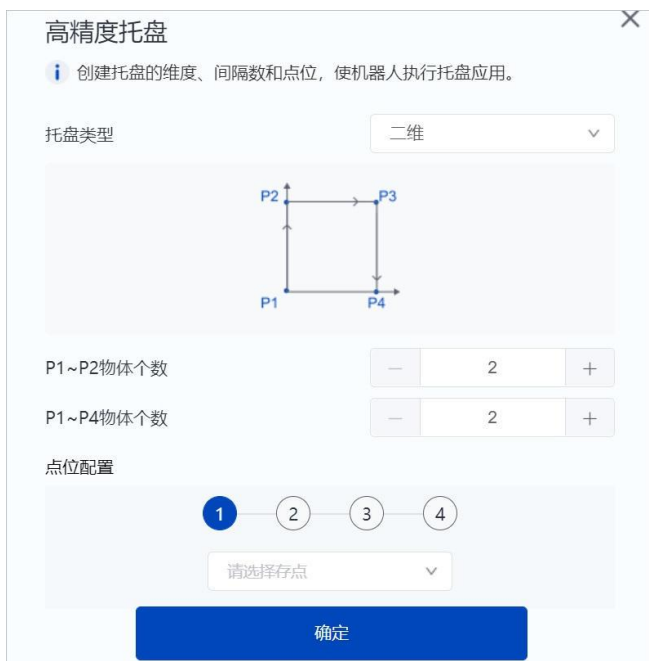 高精度托盘
i 创建托盘的维度、间隔数和点位，使机器人执行托盘应用。
托盘类型 二维
P2 P3
P1 P4
P1~P2物体个数 2
P1~P4物体个数 2
点位配置
1 2 3 4
请选择存点
确定